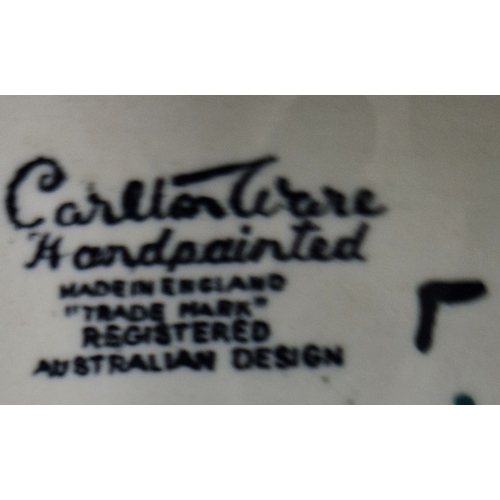 Carlton Ware
Handpainted
MADE IN ENGLAND
"TRADE MARK"
REGISTERED
AUSTRALIAN DESIGN